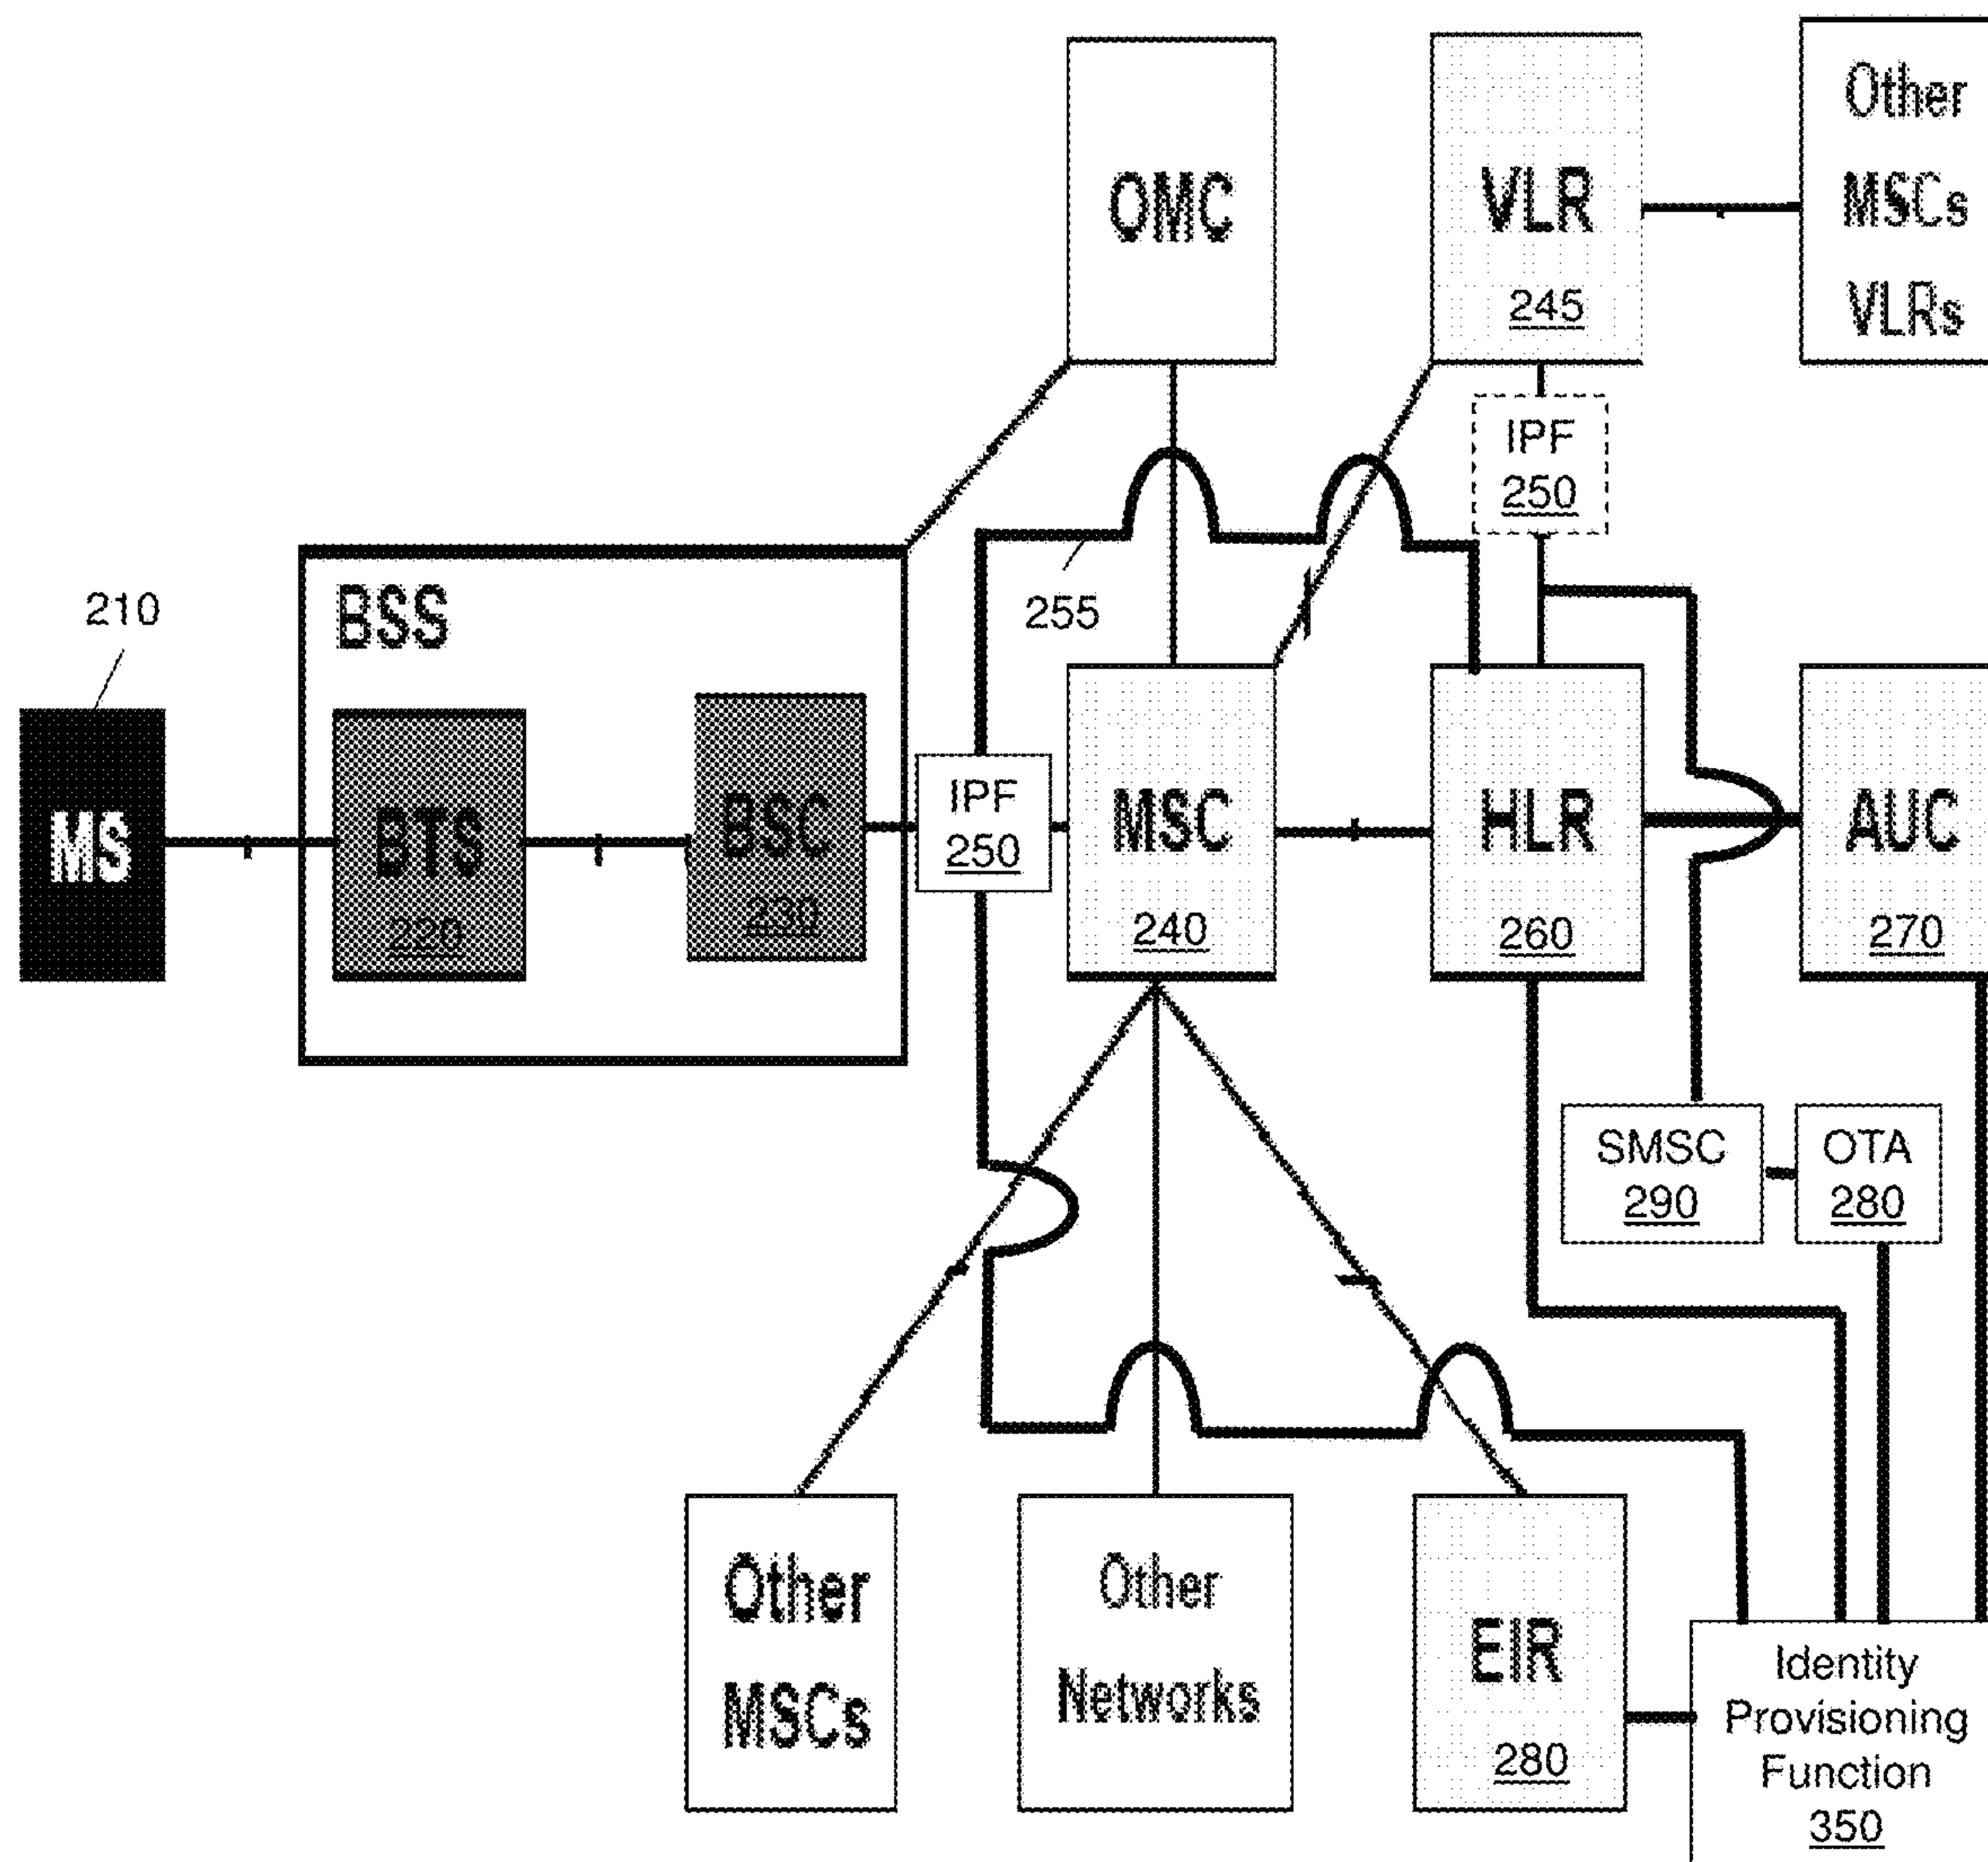 OMC
VLR
245
Other
MSCs
VLRs
IPF
250
255
210
BSS
MS
BTS
220
BSC
230
IPF
250
MSC
240
HLR
260
AUC
270
SMSC
290
OTA
280
Other
MSCs
Other
Networks
EIR
280
Identity
Provisioning
Function
350